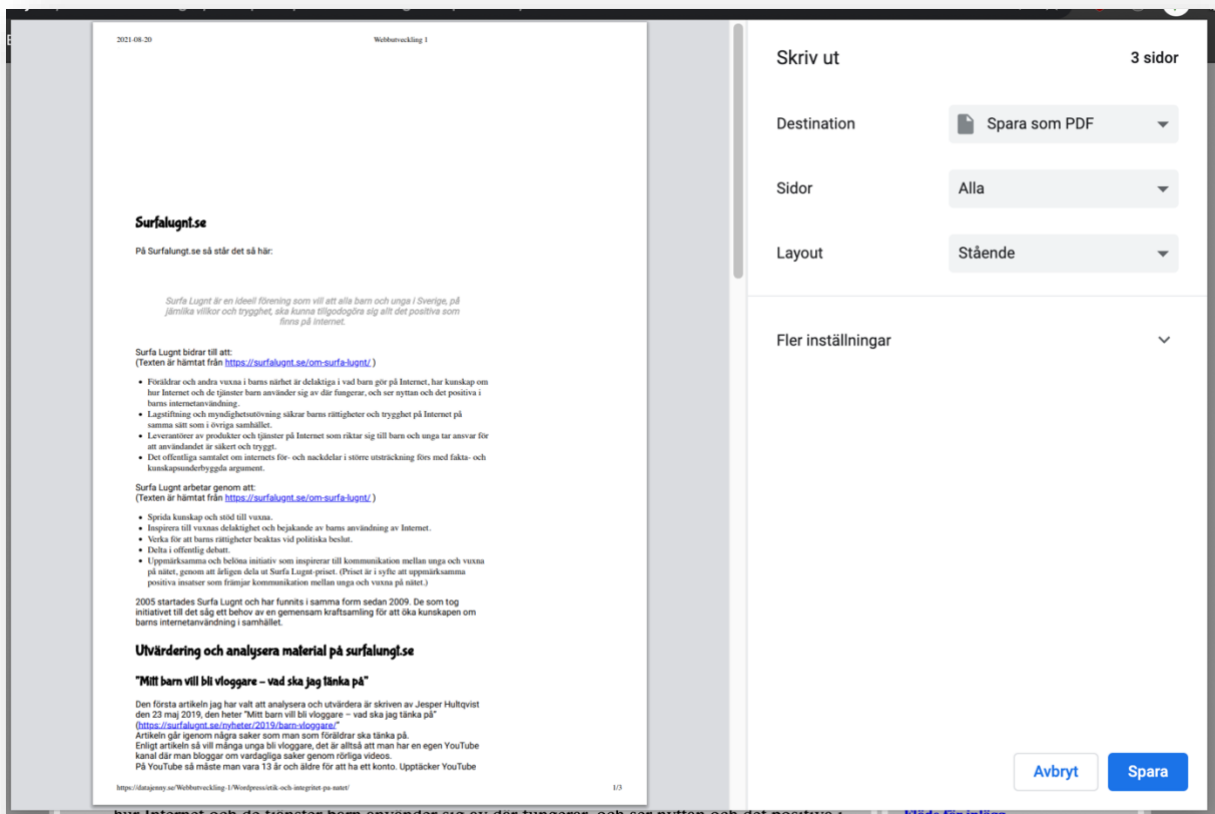 2021-08-20
Webbutveckling 1
Surfalugnt.se
På Surfalungt.se så står det så här:
Surfa Lugnt är en ideell förening som vill att alla barn och unga i Sverige, på
jämlika villkor och trygghet, ska kunna tillgodogöra sig allt det positiva som
finns på internet.
Surfa Lugnt bidrar till att:
(Texten är hämtat från https://surfalugnt.se/om-surfa-lugnt/ )
• Föräldrar och andra vuxna i barns närhet är delaktiga i vad barn gör på Internet, har kunskap om
hur Internet och de tjänster barn använder sig av där fungerar, och ser nyttan och det positiva i
barns internetanvändning.
• Lagstiftning och myndighetsutövning säkrar barns rättigheter och trygghet på Internet på
samma sätt som i övriga samhället.
• Leverantörer av produkter och tjänster på Internet som riktar sig till barn och unga tar ansvar för
att användandet är säkert och tryggt.
• Det offentliga samtalet om internets för- och nackdelar i större utsträckning förs med fakta- och
kunskapsunderbyggda argument.
Surfa Lugnt arbetar genom att:
(Texten är hämtat från https://surfalugnt.se/om-surfa-lugnt/ )
• Sprida kunskap och stöd till vuxna.
• Inspirera till vuxnas delaktighet och bejakande av barns användning av Internet.
• Verka för att barns rättigheter beaktas vid politiska beslut.
• Delta i offentlig debatt.
• Uppmärksamma och belöna initiativ som inspirerar till kommunikation mellan unga och vuxna
på nätet, genom att årligen dela ut Surfa Lugnt-priset. (Priset är i syfte att uppmärksamma
positiva insatser som främjar kommunikation mellan unga och vuxna på nätet.)
2005 startades Surfa Lugnt och har funnits i samma form sedan 2009. De som tog
initiativet till det såg ett behov av en gemensam kraftsamling för att öka kunskapen om
barns internetanvändning i samhället.
Utvärdering och analysera material på surfalungt.se
"Mitt barn vill bli vloggare – vad ska jag tänka på"
Den första artikeln jag har valt att analysera och utvärdera är skriven av Jesper Hultqvist
den 23 maj 2019, den heter "Mitt barn vill bli vloggare – vad ska jag tänka på"
(https://surfalugnt.se/nyheter/2019/barn-vloggare/"
Artikeln går igenom några saker som man som föräldrar ska tänka på.
Enligt artikeln så vill många unga bli vloggare, det är alltså att man har en egen YouTube
kanal där man bloggar om vardagliga saker genom rörliga videos.
På YouTube så måste man vara 13 år och äldre för att ha ett konto. Upptäcker YouTube
https://datajenny.se/Webbutveckling-1/Wordpress/etik-och-integritet-pa-natet/
1/3
Skriv ut
3 sidor
Destination
Spara som PDF
Sidor
Alla
Layout
Stående
Fler inställningar
Avbryt
Spara
hur Internet och de tjänster barn använder sig av där fungerar, och ser nyttan och det positiva i